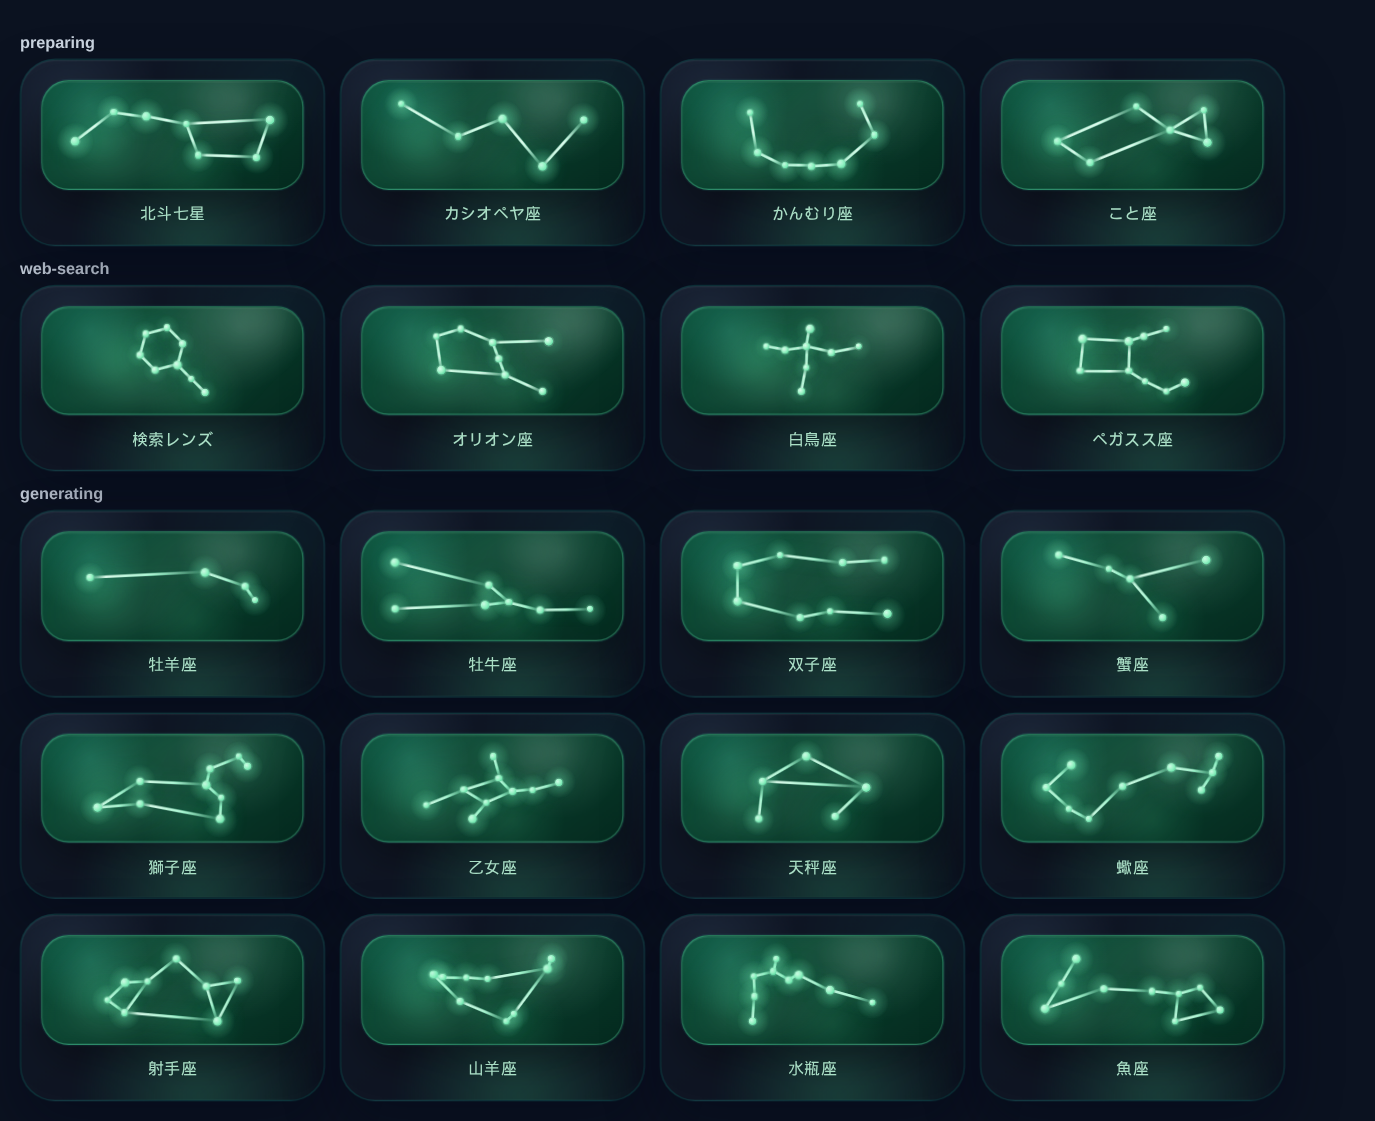 preparing
北斗七星
カシオペヤ座
かんむり座
こと座
web-search
検索レンズ
オリオン座
白鳥座
ペガスス座
generating
牡羊座
牡牛座
双子座
蟹座
獅子座
乙女座
天秤座
蠍座
射手座
山羊座
水瓶座
魚座